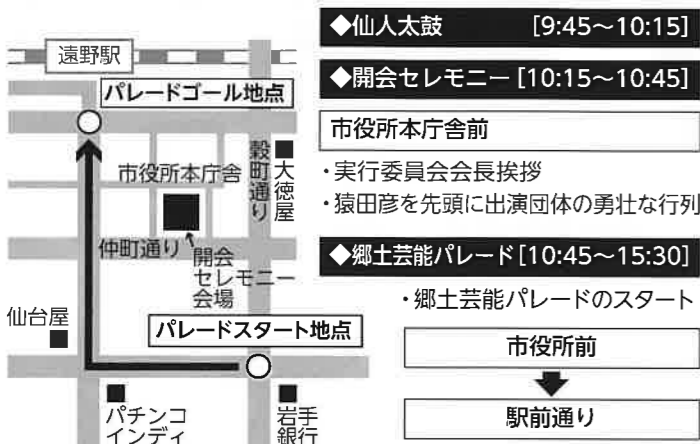 遠野駅
パレードゴール地点
市役所本庁舎
穀町通り
大徳屋
仲町通り
開会
セレモニー
会場
仙台屋
パレードスタート地点
パチンコ
インディ
岩手
銀行
◆仙人太鼓 [9:45～10:15]
◆開会セレモニー [10:15～10:45]
市役所本庁舎前
・実行委員会会長挨拶
・猿田彦を先頭に出演団体の勇壮な行列
◆郷土芸能パレード[10:45～15:30]
・郷土芸能パレードのスタート
市役所前
駅前通り